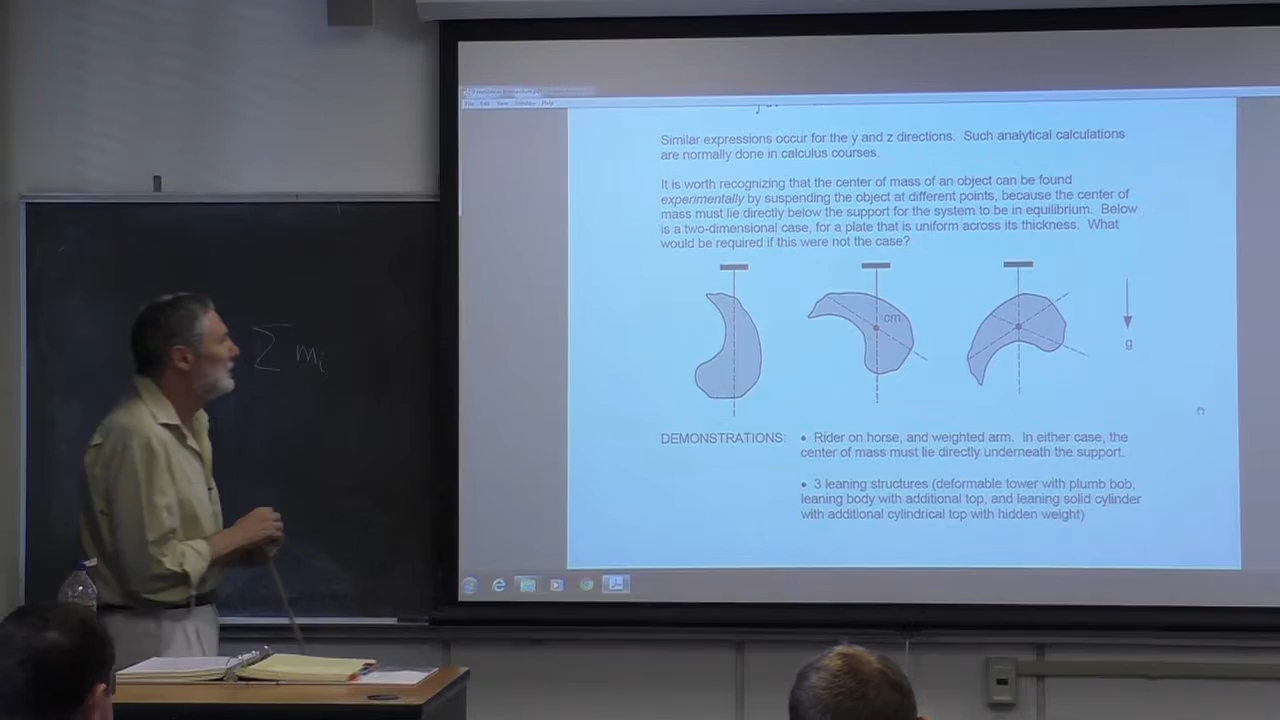 File Edit View Window Help
Similar expressions occur for the y and z directions. Such analytical calculations
are normally done in calculus courses.
It is worth recognizing that the center of mass of an object can be found
experimentally by suspending the object at different points, because the center of
mass must lie directly below the support for the system to be in equilibrium. Below
is a two-dimensional case, for a plate that is uniform across its thickness. What
would be required if this were not the case?
cm
g
DEMONSTRATIONS: • Rider on horse, and weighted arm. In either case, the
center of mass must lie directly underneath the support.
• 3 leaning structures (deformable tower with plumb bob,
leaning body with additional top, and leaning solid cylinder
with additional cylindrical top with hidden weight)
∑ mᵢ